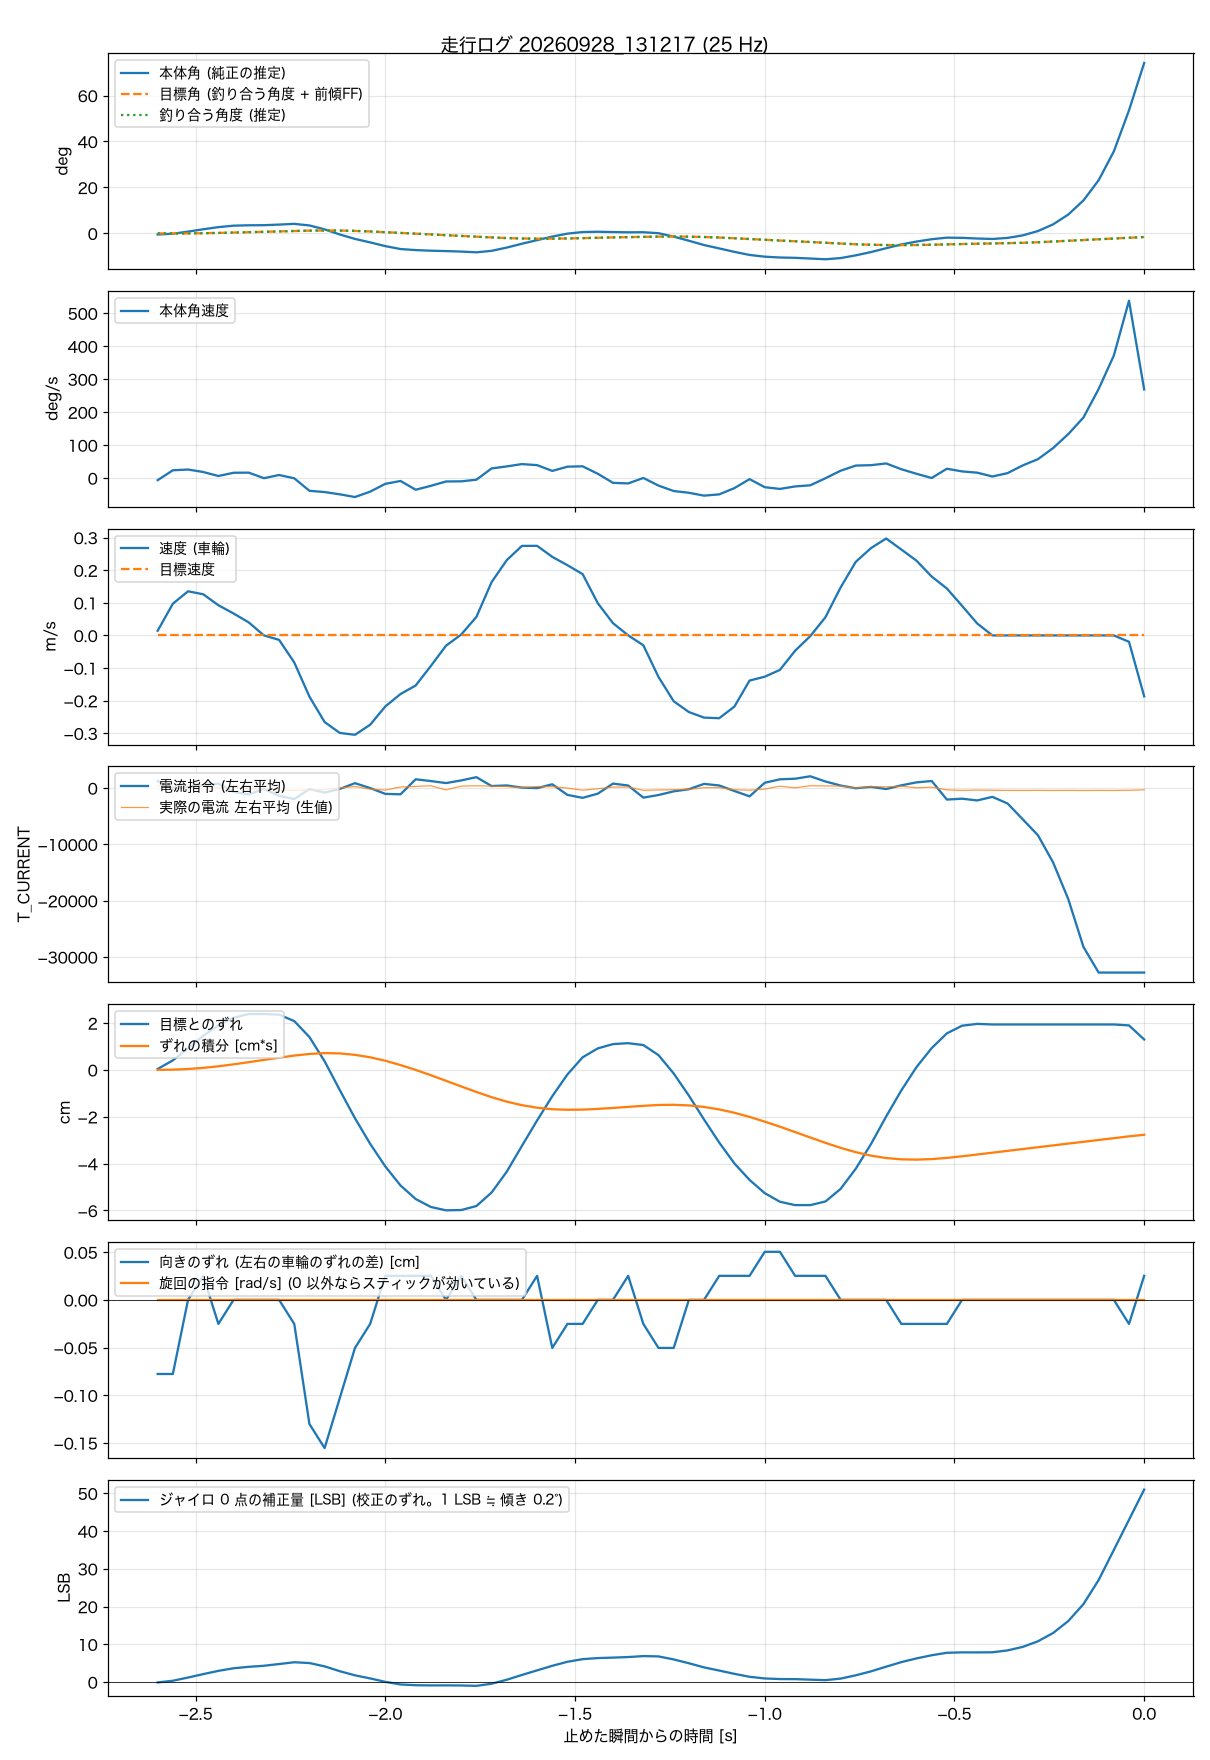 走行ログ 20260928_131217 (25 Hz)
本体角 (純正の推定)
目標角 (釣り合う角度 + 前傾FF)
釣り合う角度 (推定)
deg
60
40
20
0
本体角速度
deg/s
500
400
300
200
100
0
速度 (車輪)
目標速度
m/s
0.3
0.2
0.1
0.0
−0.1
−0.2
−0.3
電流指令 (左右平均)
実際の電流 左右平均 (生値)
T_CURRENT
0
−10000
−20000
−30000
目標とのずれ
ずれの積分 [cm*s]
cm
2
0
−2
−4
−6
向きのずれ (左右の車輪のずれの差) [cm]
旋回の指令 [rad/s] (0 以外ならスティックが効いている)
0.05
0.00
−0.05
−0.10
−0.15
ジャイロ 0 点の補正量 [LSB] (校正のずれ。1 LSB ≒ 傾き 0.2°)
LSB
50
40
30
20
10
0
−2.5 −2.0 −1.5 −1.0 −0.5 0.0
止めた瞬間からの時間 [s]